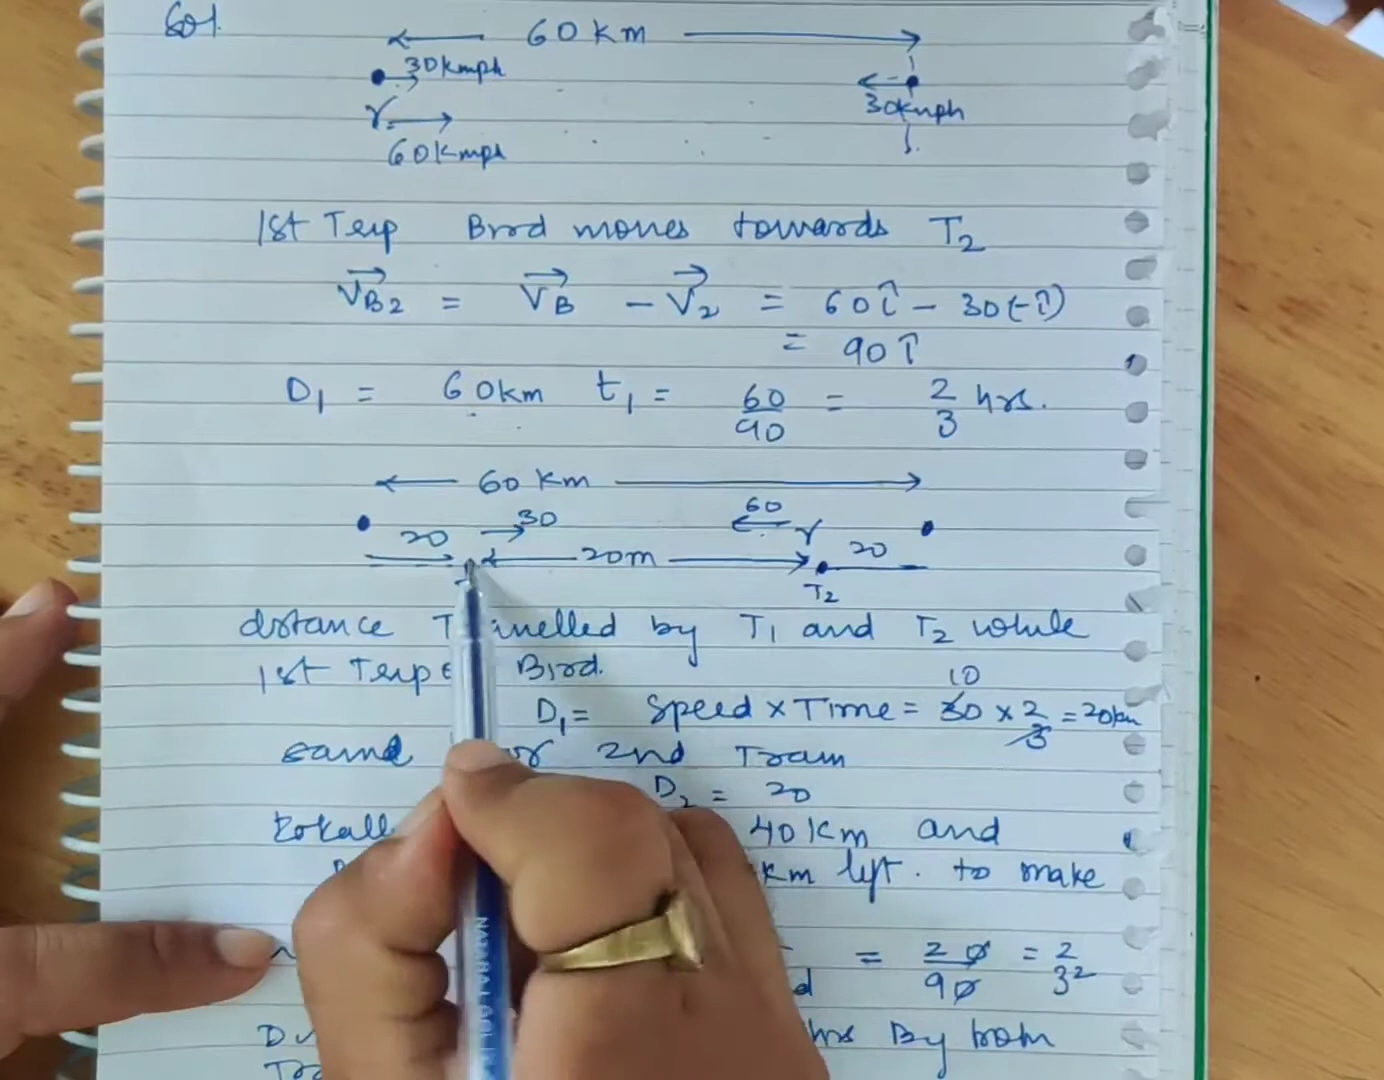 Sol.
60 km
30kmph
30kmph
60kmph
1st Trip Bird moves towards T2
VB2 = VB - V2 = 60î - 30(-î)
= 90î
D1 = 60km t1 = 60/90 = 2/3 hrs.
60 km
20 30 60 20
20m
T2
distance T by T1 and T2 while
1st Trip Bird.
D1 = Speed × Time = 30 × 2/3 = 20km
10
same 2nd Train
D2 = 20
40km and
km left. to make
= 20/90 = 2/3²
By both